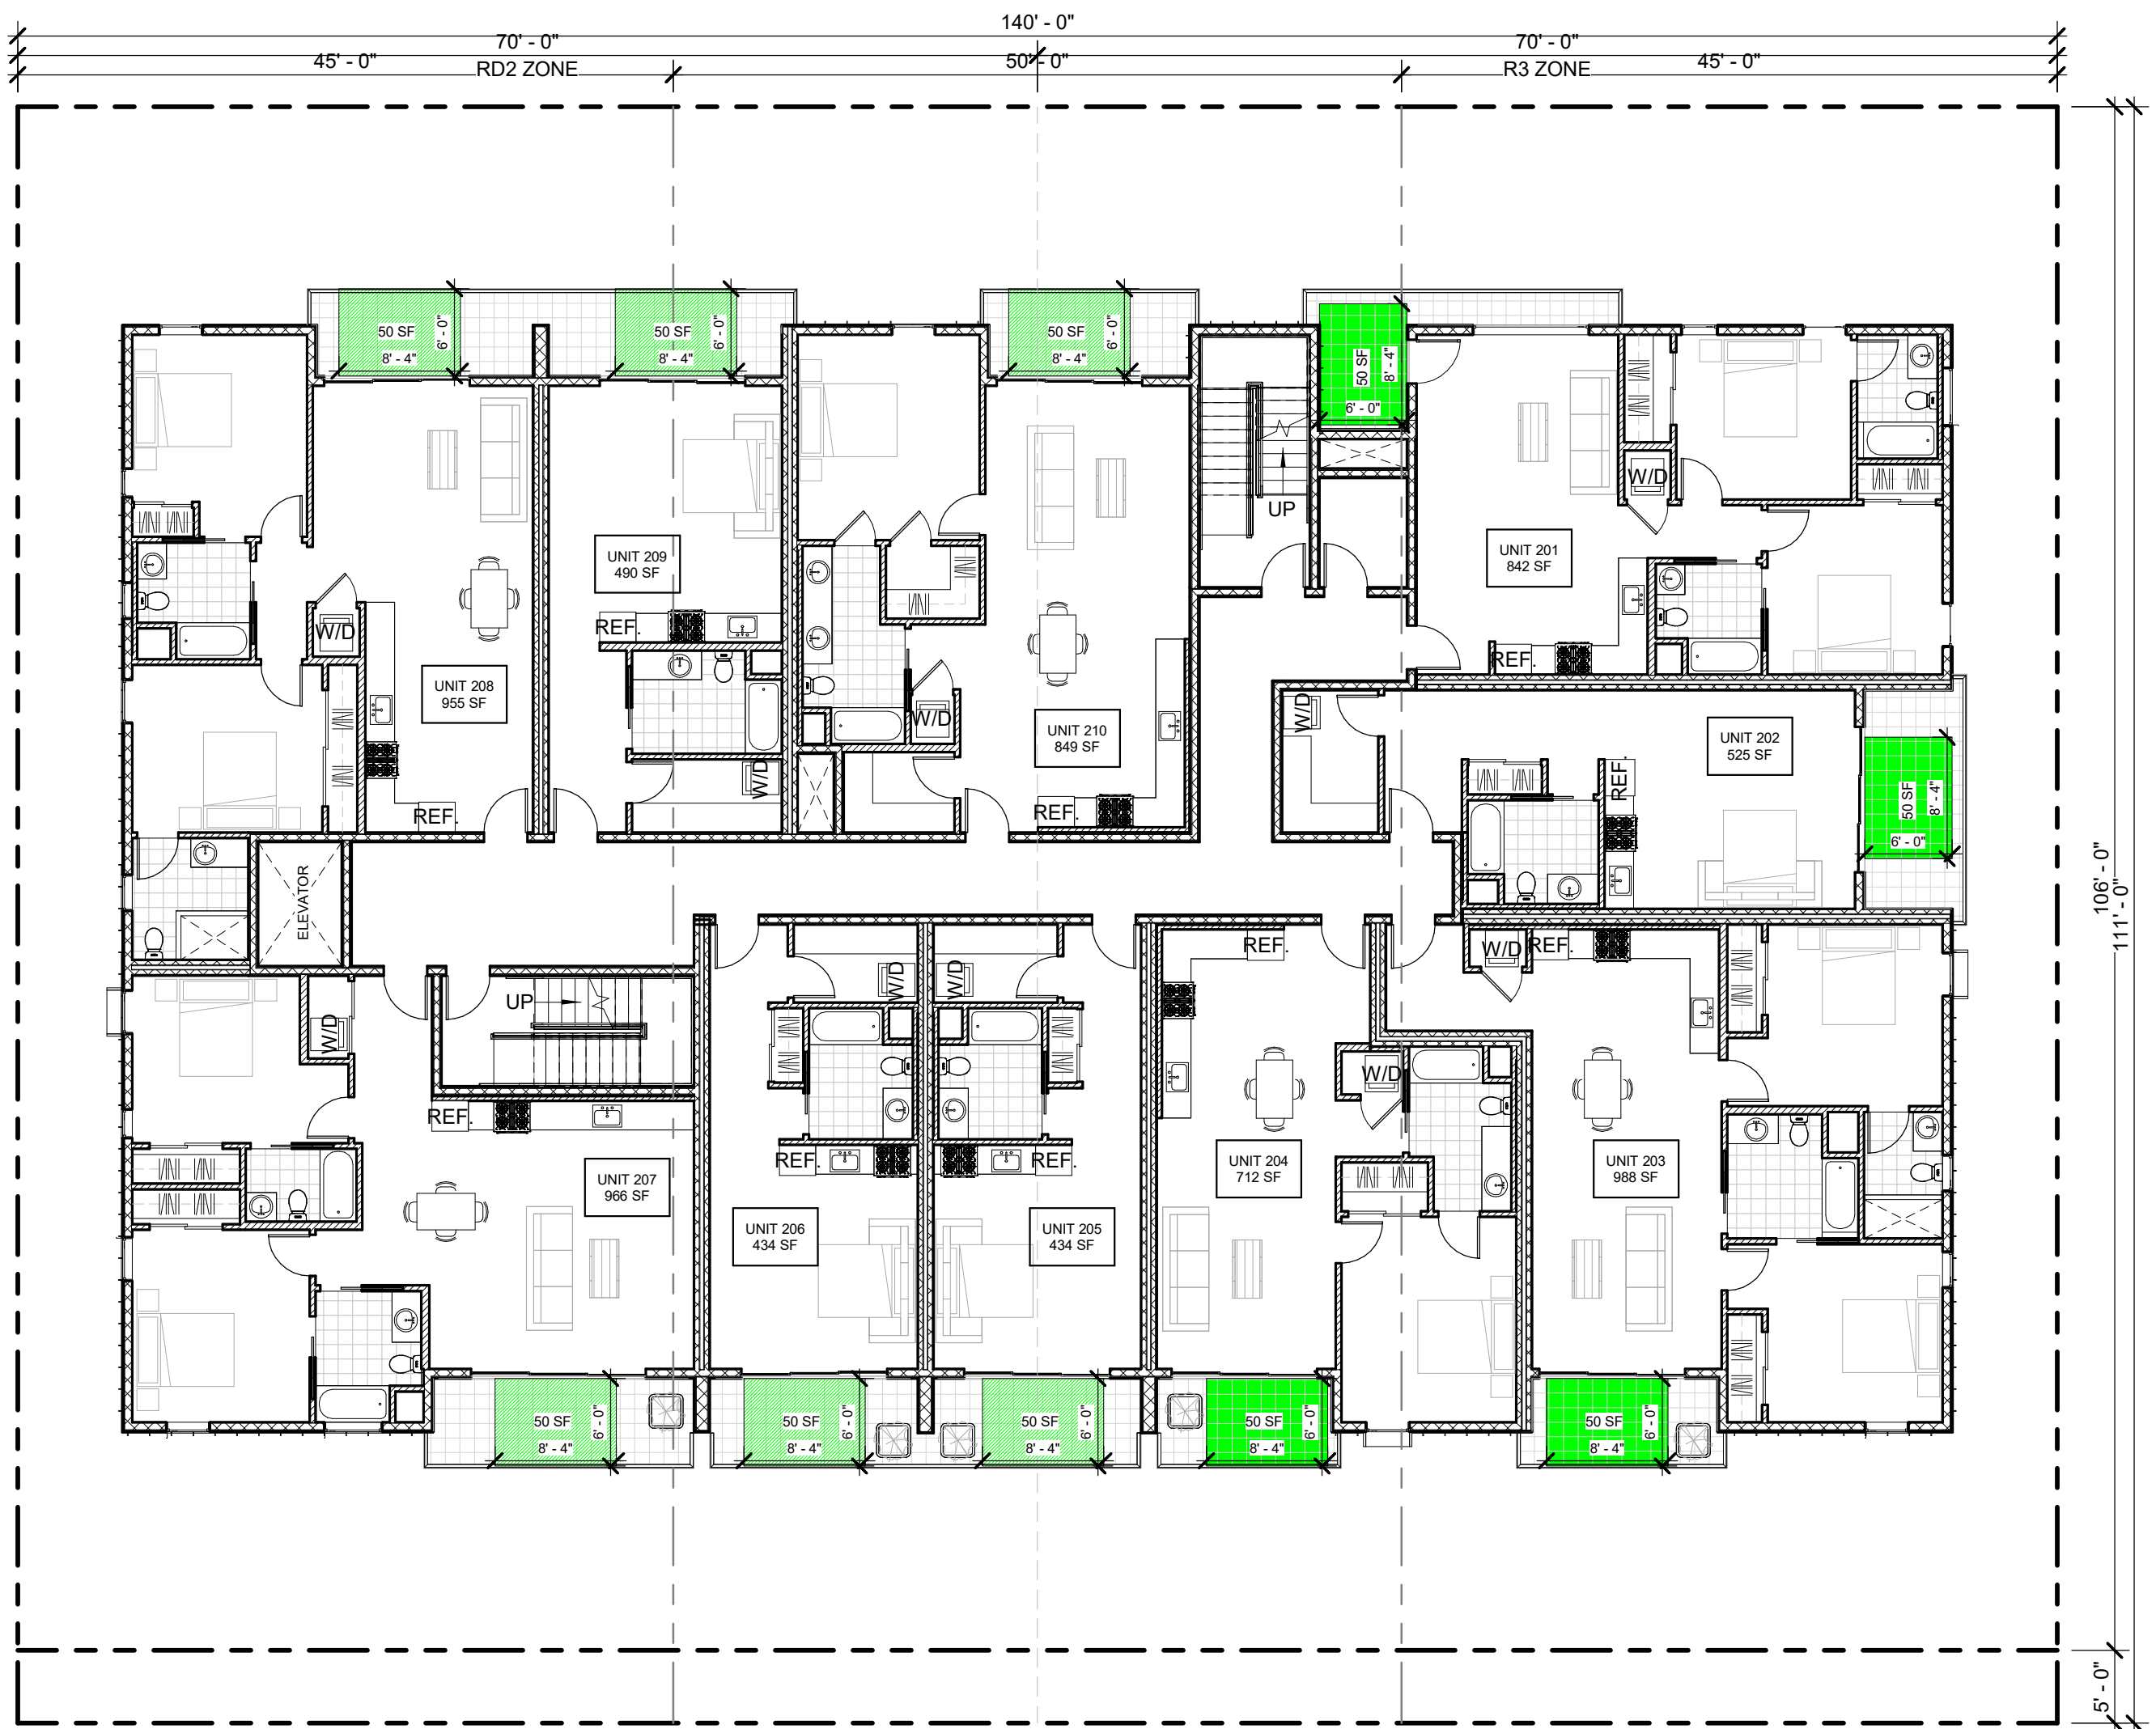 140' - 0"
70' - 0"
70' - 0"
45' - 0"
50' - 0"
45' - 0"
RD2 ZONE
R3 ZONE
50 SF
6' - 0"
8' - 4"
50 SF
6' - 0"
8' - 4"
50 SF
6' - 0"
8' - 4"
50 SF
8' - 4"
6' - 0"
W/D
UP
UNIT 209
490 SF
UNIT 201
842 SF
W/D
REF.
REF.
UNIT 208
955 SF
W/D
W/D
UNIT 210
849 SF
UNIT 202
525 SF
W/D
REF.
REF.
REF.
50 SF
8' - 4"
6' - 0"
ELEVATOR
106' - 0"
111' - 0"
REF.
W/D
REF.
W/D
W/D
UP
W/D
W/D
REF.
REF.
REF.
UNIT 207
966 SF
UNIT 204
712 SF
UNIT 203
988 SF
UNIT 206
434 SF
UNIT 205
434 SF
50 SF
6' - 0"
8' - 4"
50 SF
6' - 0"
8' - 4"
50 SF
6' - 0"
8' - 4"
50 SF
6' - 0"
8' - 4"
50 SF
6' - 0"
8' - 4"
5' - 0"